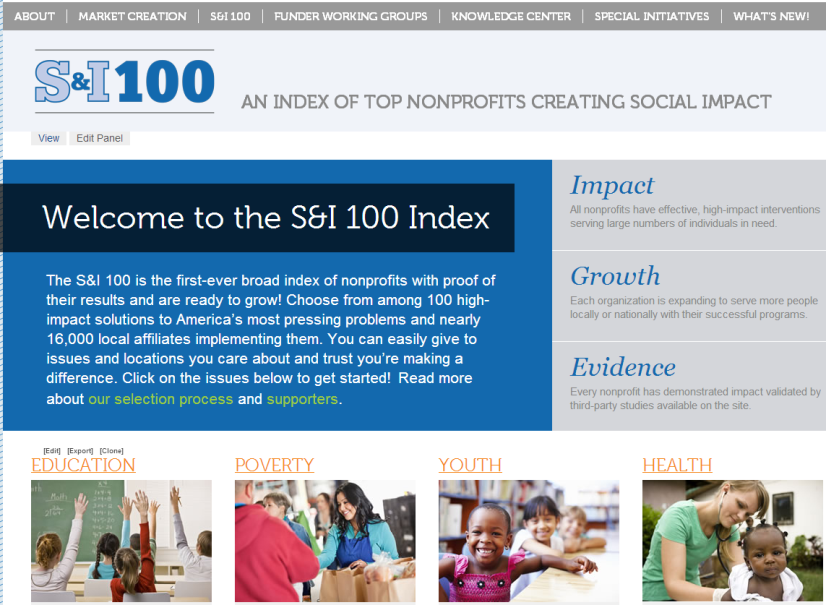 ABOUT | MARKET CREATION | S&I 100 | FUNDER WORKING GROUPS | KNOWLEDGE CENTER | SPECIAL INITIATIVES | WHAT'S NEW!
S&I 100
AN INDEX OF TOP NONPROFITS CREATING SOCIAL IMPACT
View Edit Panel
Welcome to the S&I 100 Index
The S&I 100 is the first-ever broad index of nonprofits with proof of
their results and are ready to grow! Choose from among 100 high-
impact solutions to America's most pressing problems and nearly
16,000 local affiliates implementing them. You can easily give to
issues and locations you care about and trust you're making a
difference. Click on the issues below to get started! Read more
about our selection process and supporters.
Impact
All nonprofits have effective, high-impact interventions
serving large numbers of individuals in need.
Growth
Each organization is expanding to serve more people
locally or nationally with their successful programs.
Evidence
Every nonprofit has demonstrated impact validated by
third-party studies available on the site.
[Edit] [Export] [Clone]
EDUCATION
POVERTY
YOUTH
HEALTH
Math